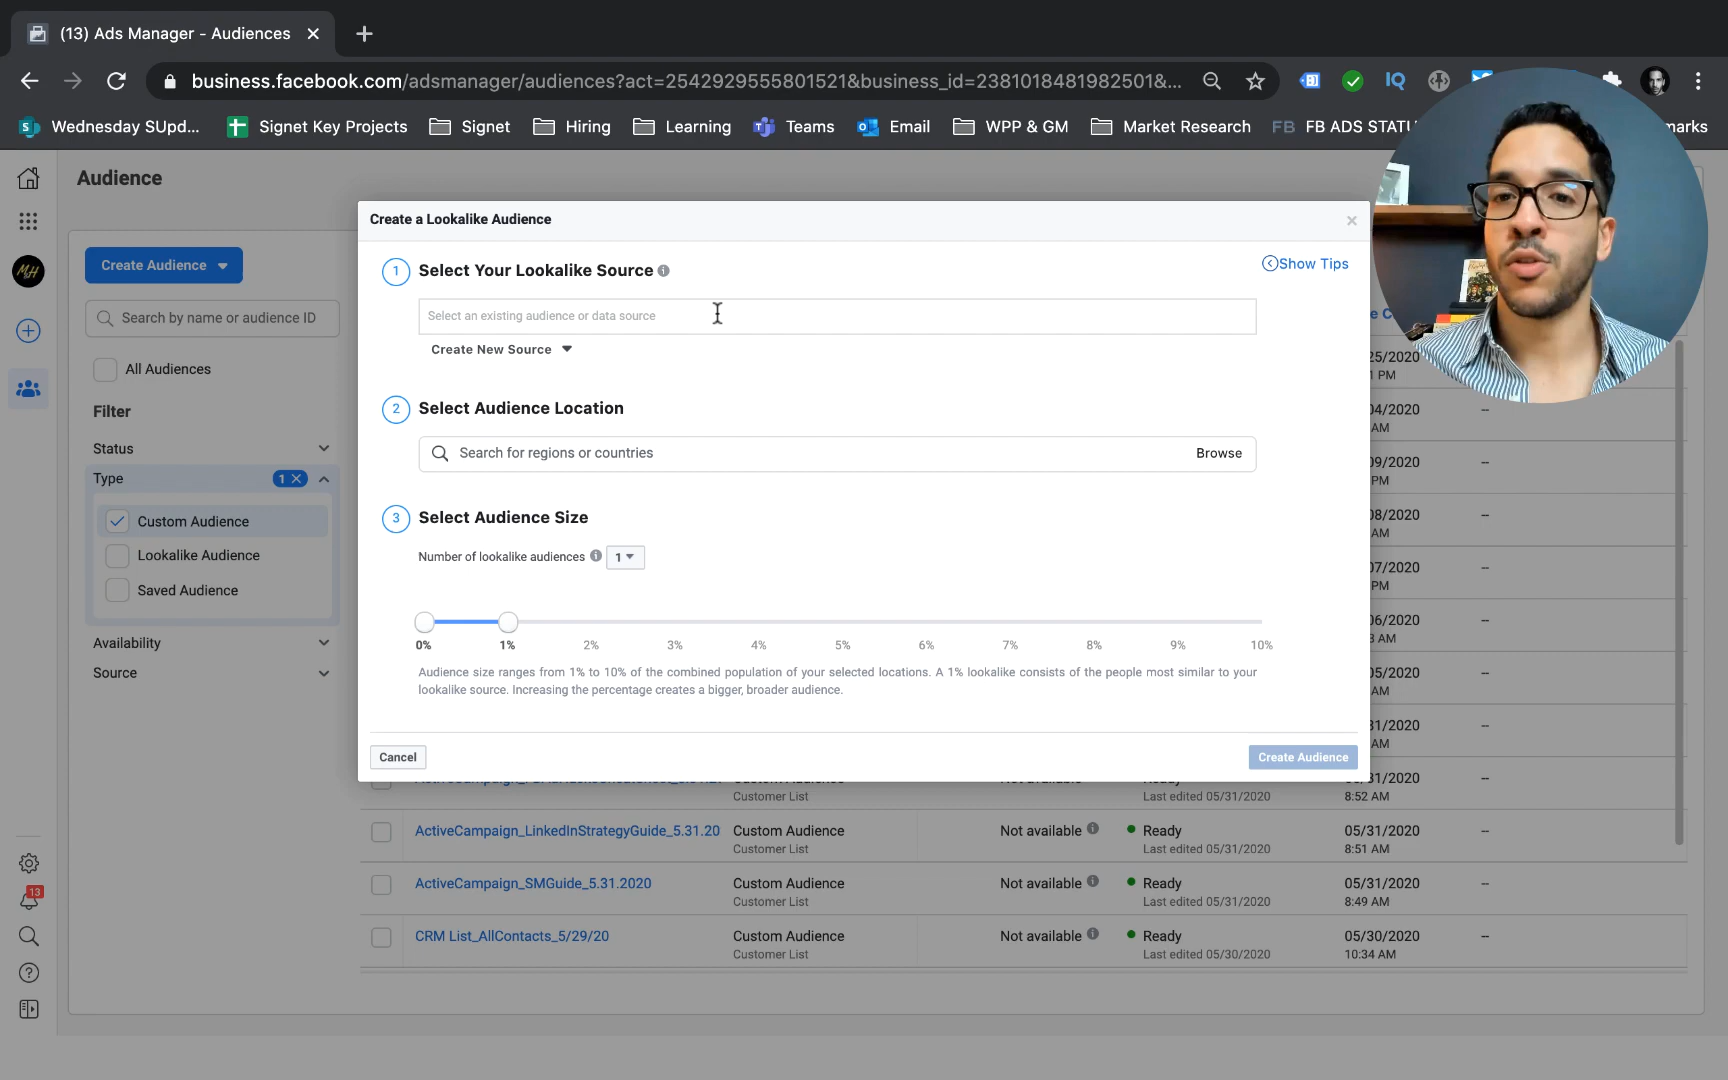 (13) Ads Manager - Audiences
business.facebook.com/adsmanager/audiences?act=2542929555801521&business_id=2381018481982501&...
IQ
Wednesday SUpd...
Signet Key Projects
Signet
Hiring
Learning
Teams
Email
WPP & GM
Market Research
FB
FB ADS STATU
marks
Audience
MH
Create Audience
Search by name or audience ID
All Audiences
Filter
Status
Type
1
Custom Audience
Lookalike Audience
Saved Audience
Availability
Source
13
Create a Lookalike Audience
1
Select Your Lookalike Source
Show Tips
Select an existing audience or data source
Create New Source
2
Select Audience Location
Search for regions or countries
Browse
3
Select Audience Size
Number of lookalike audiences
1
0% 1% 2% 3% 4% 5% 6% 7% 8% 9% 10%
Audience size ranges from 1% to 10% of the combined population of your selected locations. A 1% lookalike consists of the people most similar to your
lookalike source. Increasing the percentage creates a bigger, broader audience.
Cancel
Create Audience
e C
25/2020
1 PM
04/2020
--
AM
09/2020
--
PM
08/2020
--
AM
07/2020
--
PM
06/2020
--
3 AM
05/2020
--
AM
31/2020
--
AM
31/2020
--
Customer List
Last edited 05/31/2020
8:52 AM
ActiveCampaign_LinkedInStrategyGuide_5.31.20
Custom Audience
Not available
Ready
05/31/2020
--
Customer List
Last edited 05/31/2020
8:51 AM
ActiveCampaign_SMGuide_5.31.2020
Custom Audience
Not available
Ready
05/31/2020
--
Customer List
Last edited 05/31/2020
8:49 AM
CRM List_AllContacts_5/29/20
Custom Audience
Not available
Ready
05/30/2020
--
Customer List
Last edited 05/30/2020
10:34 AM